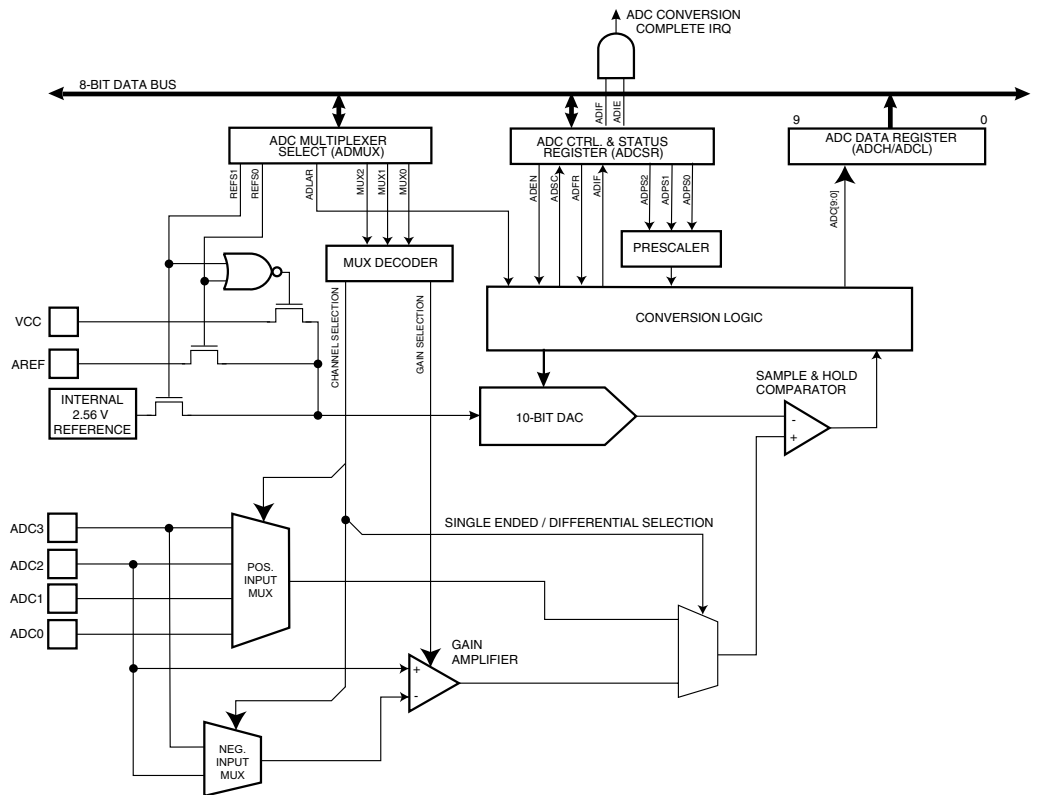 ADC CONVERSION
COMPLETE IRQ
8-BIT DATA BUS
ADIF
ADIE
9
0
ADC MULTIPLEXER
SELECT (ADMUX)
ADC CTRL. & STATUS
REGISTER (ADCSR)
ADC DATA REGISTER
(ADCH/ADCL)
REFS1
REFS0
ADLAR
MUX2
MUX1
MUX0
ADEN
ADSC
ADFR
ADIF
ADPS2
ADPS1
ADPS0
ADC[9:0]
MUX DECODER
PRESCALER
CHANNEL SELECTION
GAIN SELECTION
CONVERSION LOGIC
VCC
AREF
INTERNAL
2.56 V
REFERENCE
10-BIT DAC
SAMPLE & HOLD
COMPARATOR
-
+
SINGLE ENDED / DIFFERENTIAL SELECTION
ADC3
ADC2
ADC1
ADC0
POS.
INPUT
MUX
GAIN
AMPLIFIER
+
-
NEG.
INPUT
MUX